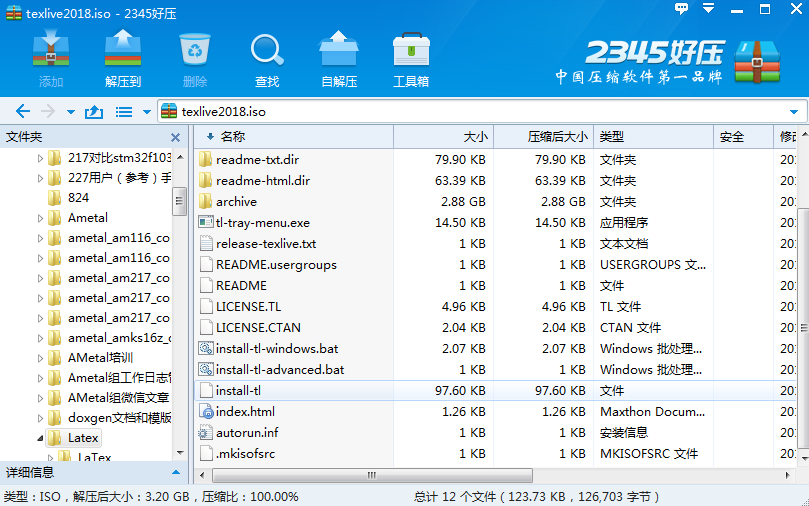 texlive2018.iso - 2345好压
添加
解压到
删除
查找
自解压
工具箱
2345好压
中国压缩软件第一品牌
texlive2018.iso
文件夹
217对比stm32f103
227用户（参考）手
824
Ametal
ametal_am116_co
ametal_am116_co
ametal_am217_co
ametal_am217_co
ametal_am217_co
ametal_amks16z_c
AMetal培训
Ametal组工作日志管
AMetal组微信文章
doxgen文档和模版
Latex
LaTex
详细信息
名称 大小 压缩后大小 类型 安全 修改
readme-txt.dir 79.90 KB 79.90 KB 文件夹 201
readme-html.dir 63.39 KB 63.39 KB 文件夹 201
archive 2.88 GB 2.88 GB 文件夹 201
tl-tray-menu.exe 14.50 KB 14.50 KB 应用程序 201
release-texlive.txt 1 KB 1 KB 文本文档 201
README.usergroups 1 KB 1 KB USERGROUPS 文... 201
README 1 KB 1 KB 文件 201
LICENSE.TL 4.96 KB 4.96 KB TL 文件 201
LICENSE.CTAN 2.04 KB 2.04 KB CTAN 文件 201
install-tl-windows.bat 2.07 KB 2.07 KB Windows 批处理... 201
install-tl-advanced.bat 1 KB 1 KB Windows 批处理... 201
install-tl 97.60 KB 97.60 KB 文件 201
index.html 1.26 KB 1.26 KB Maxthon Docum... 201
autorun.inf 1 KB 1 KB 安装信息 201
.mkisofsrc 1 KB 1 KB MKISOFSRC 文件 201
类型：ISO，解压后大小：3.20 GB，压缩比：100.00% 总计 12 个文件（123.73 KB，126,703 字节）